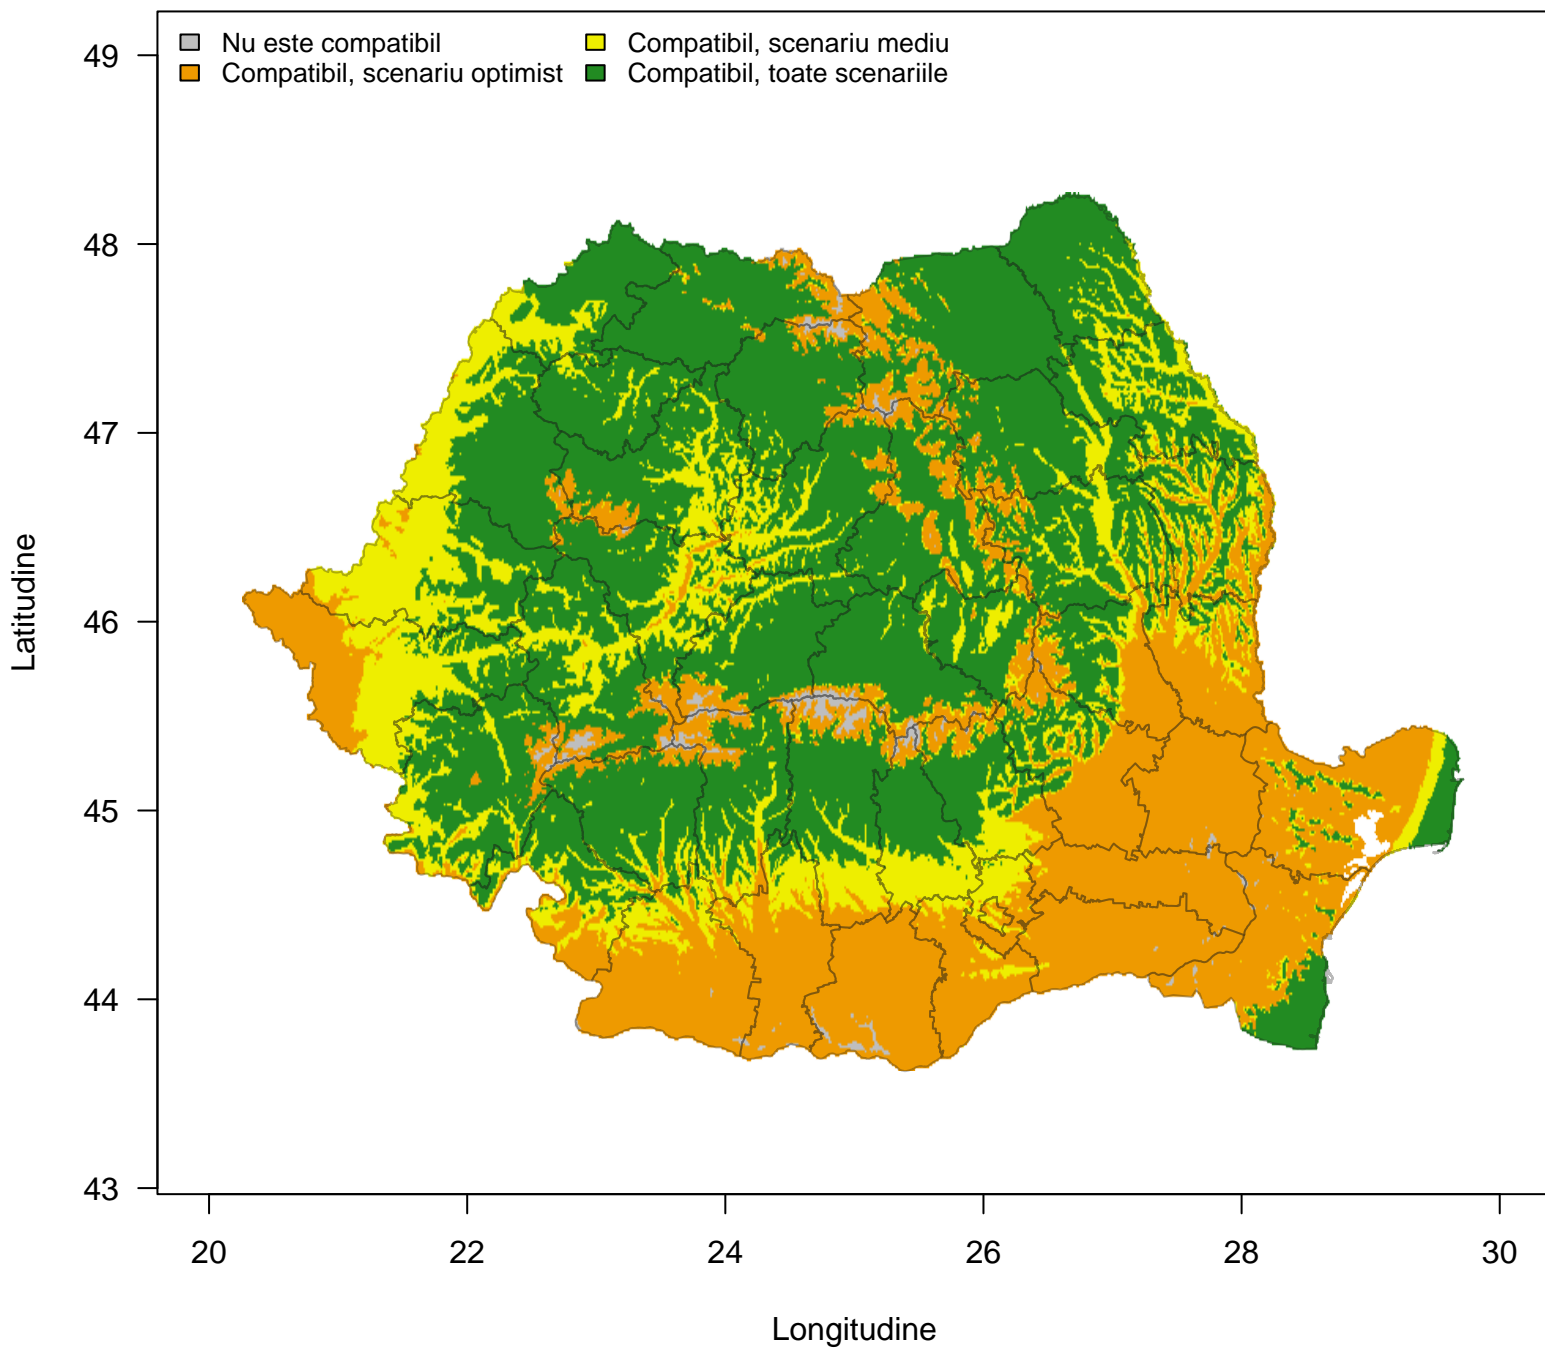 Nu este compatibil
Compatibil, scenariu optimist
Compatibil, scenariu mediu
Compatibil, toate scenariile
49
48
47
46
45
44
43
Latitudine
20 22 24 26 28 30
Longitudine